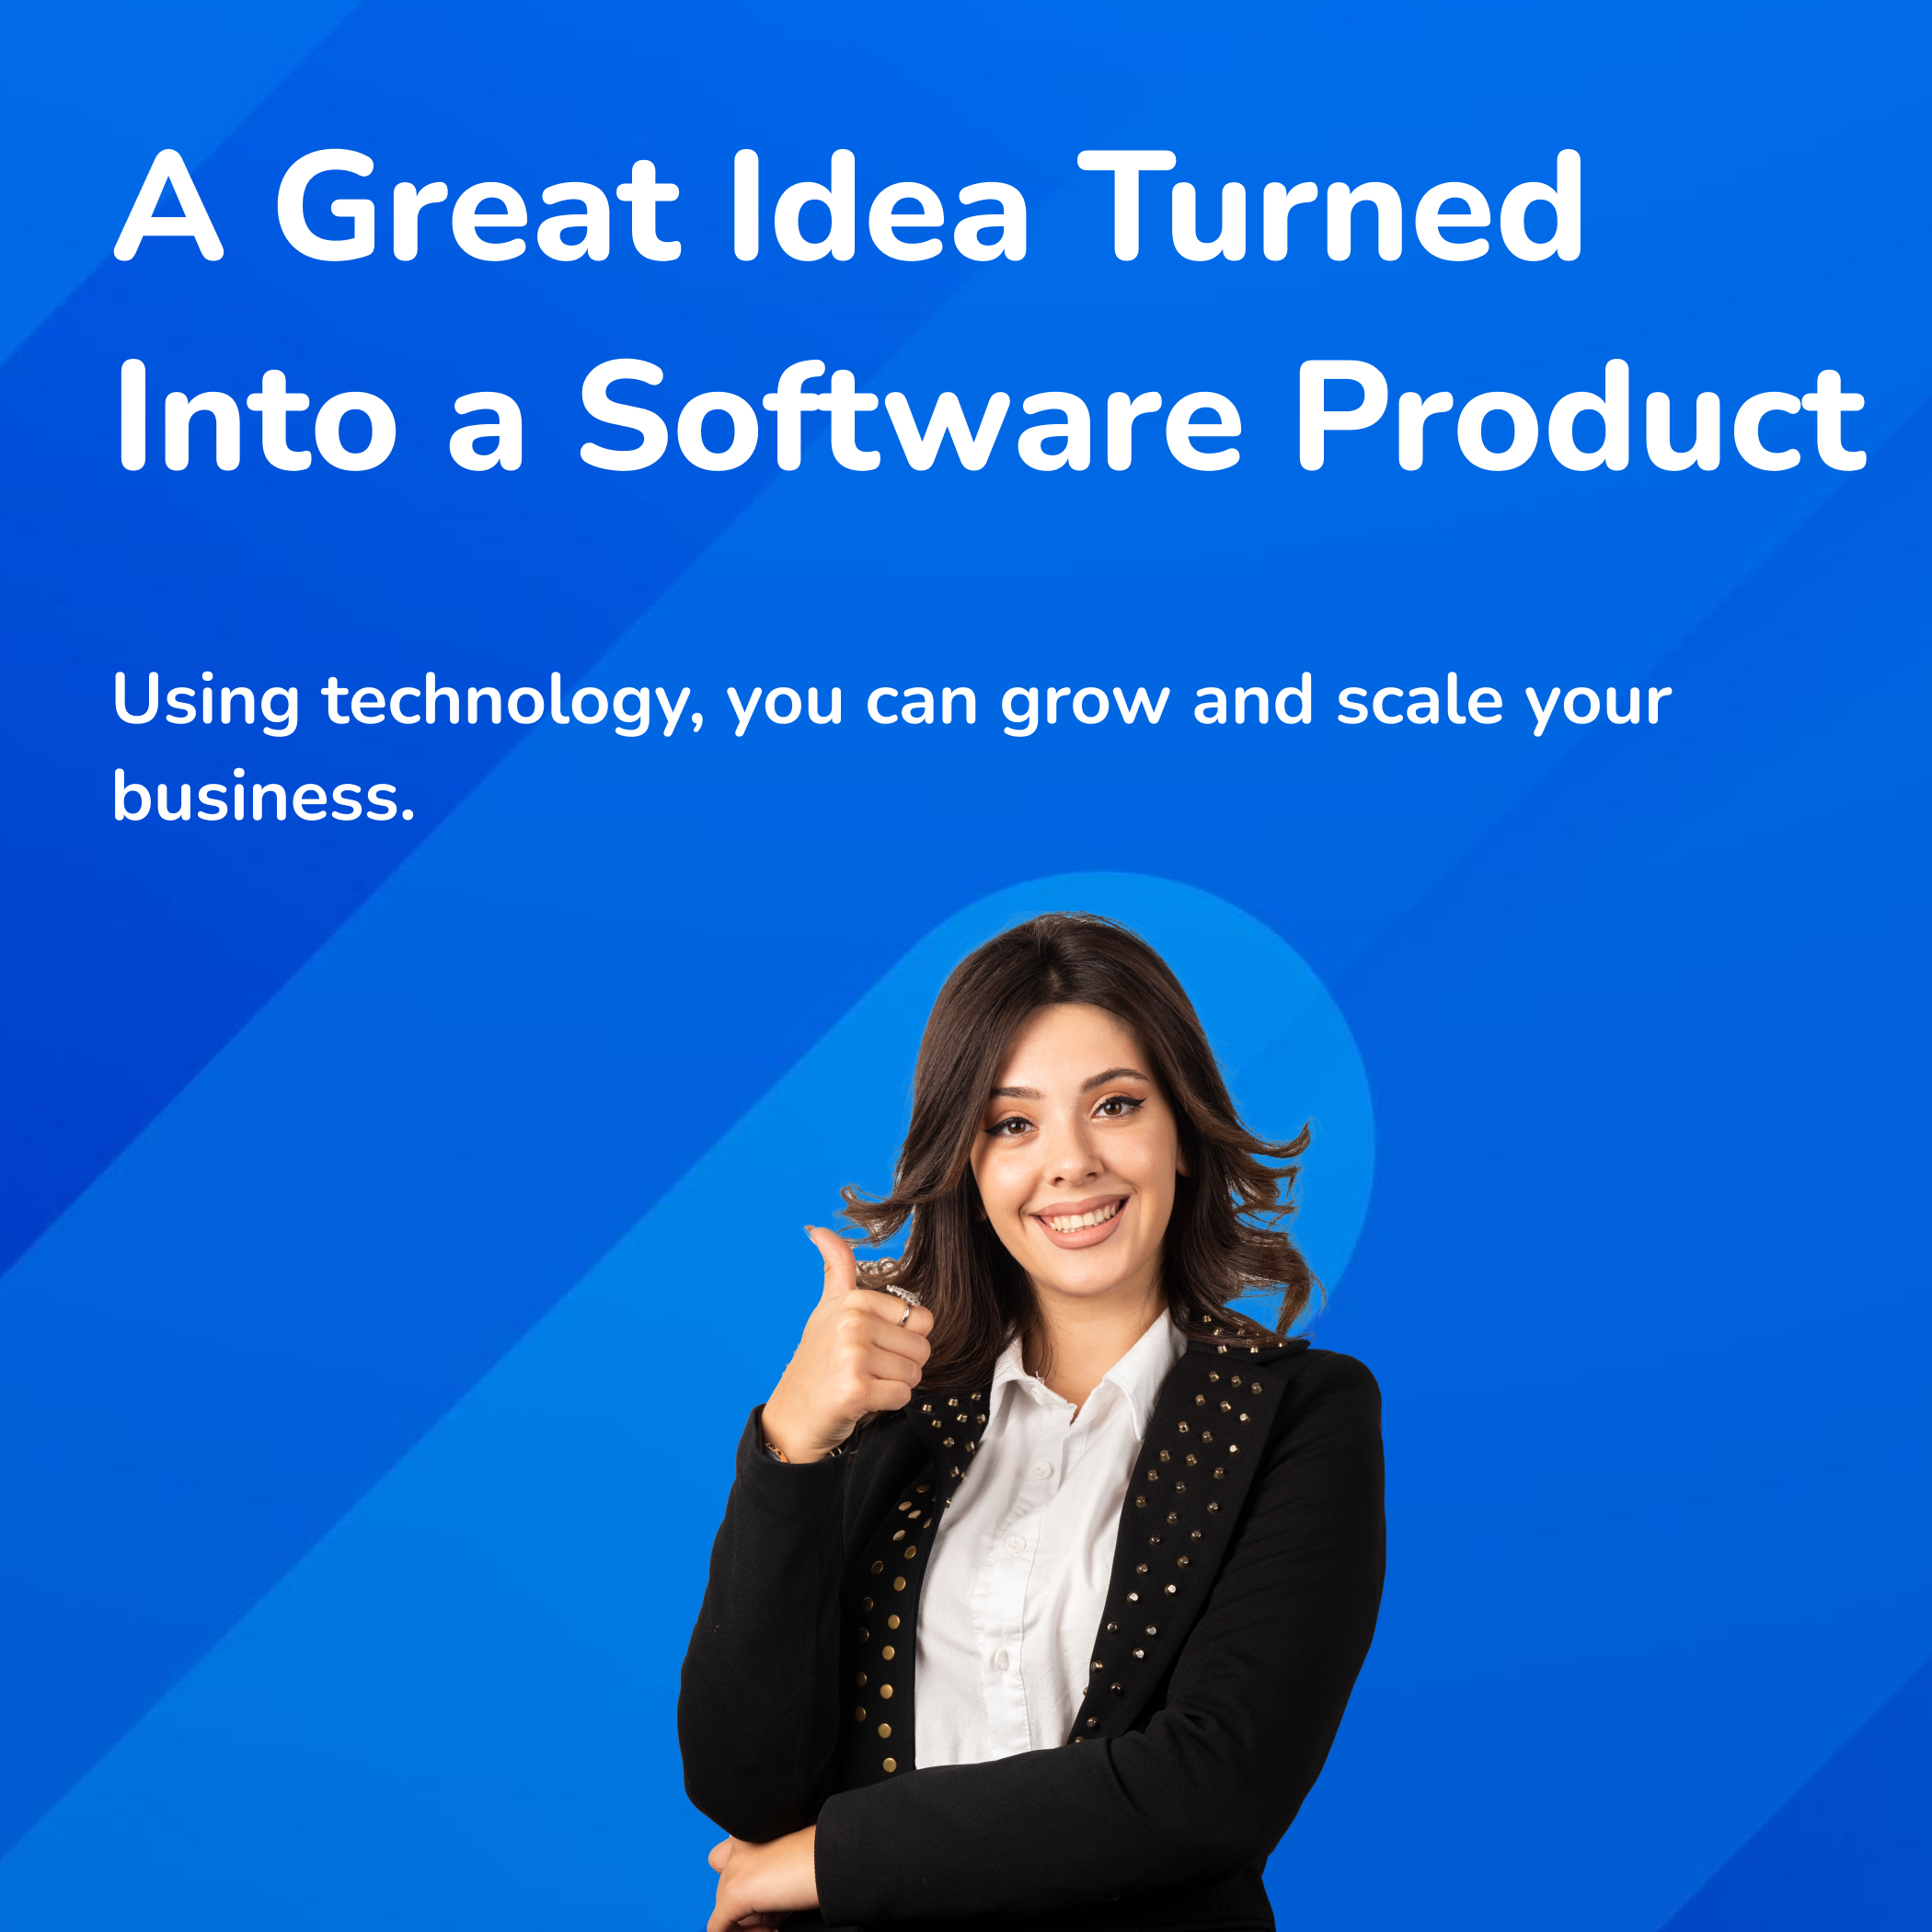 A Great Idea Turned
Into a Software Product
Using technology, you can grow and scale your
business.